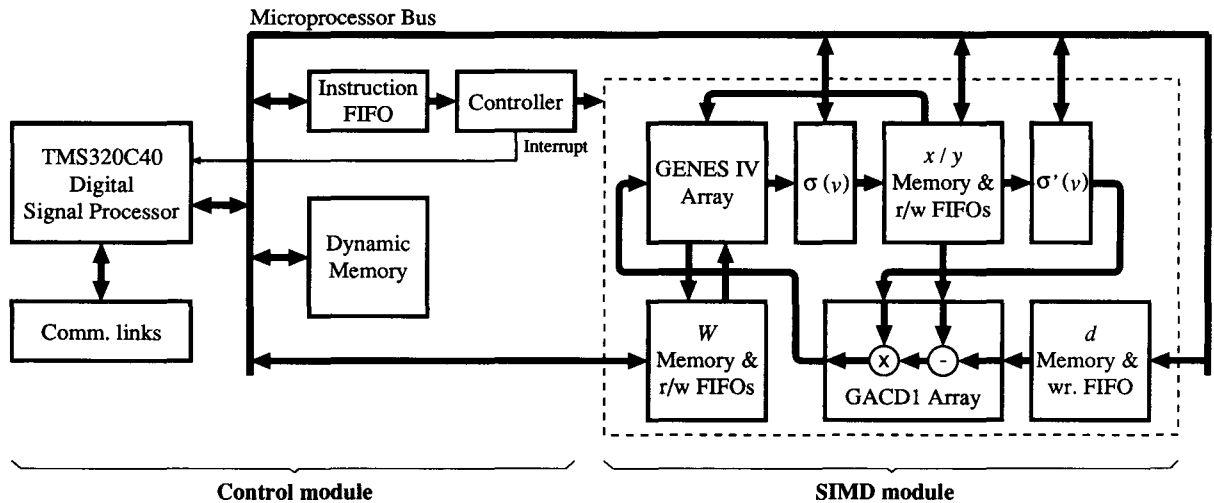 Microprocessor Bus
Instruction
FIFO
Controller
Interrupt
TMS320C40
Digital
Signal Processor
Dynamic
Memory
Comm. links
GENES IV
Array
σ (v)
x / y
Memory &
r/w FIFOs
σ'(v)
W
Memory &
r/w FIFOs
x
-
GACD1 Array
d
Memory &
wr. FIFO
Control module
SIMD module